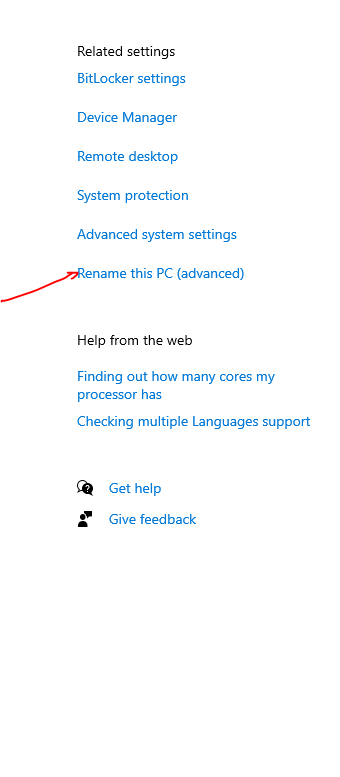 Related settings
BitLocker settings
Device Manager
Remote desktop
System protection
Advanced system settings
Rename this PC (advanced)
Help from the web
Finding out how many cores my
processor has
Checking multiple Languages support
Get help
Give feedback